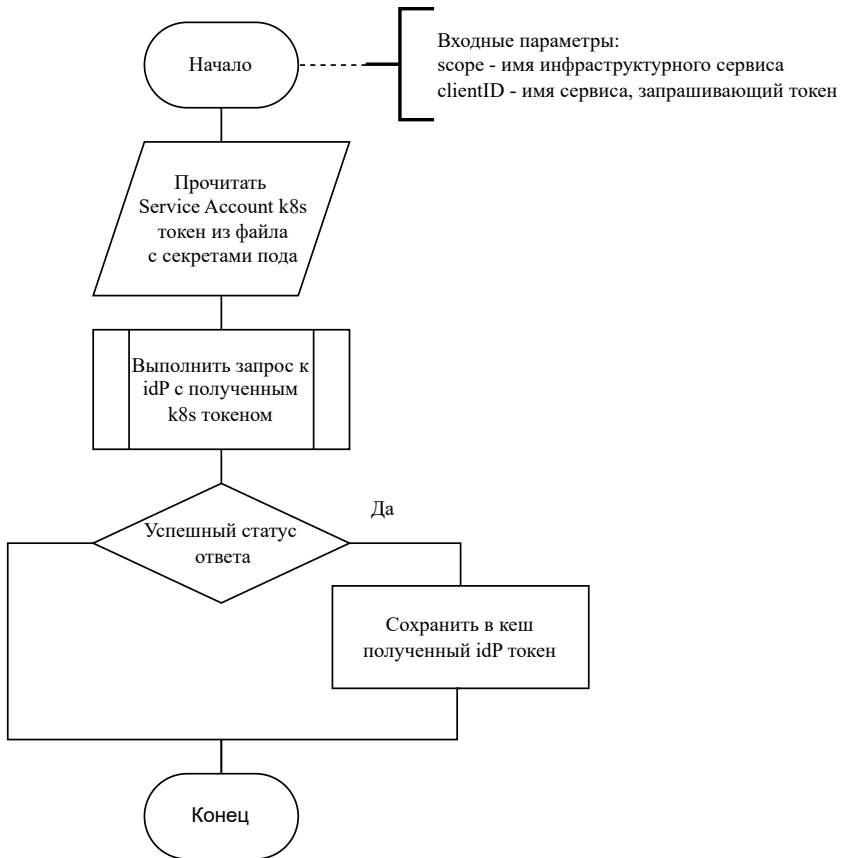 Начало
Входные параметры:
scope - имя инфраструктурного сервиса
clientID - имя сервиса, запрашивающий токен
Прочитать
Service Account k8s
токен из файла
с секретами пода
Выполнить запрос к
idP с полученным
k8s токеном
Да
Успешный статус
ответа
Сохранить в кеш
полученный idP токен
Конец